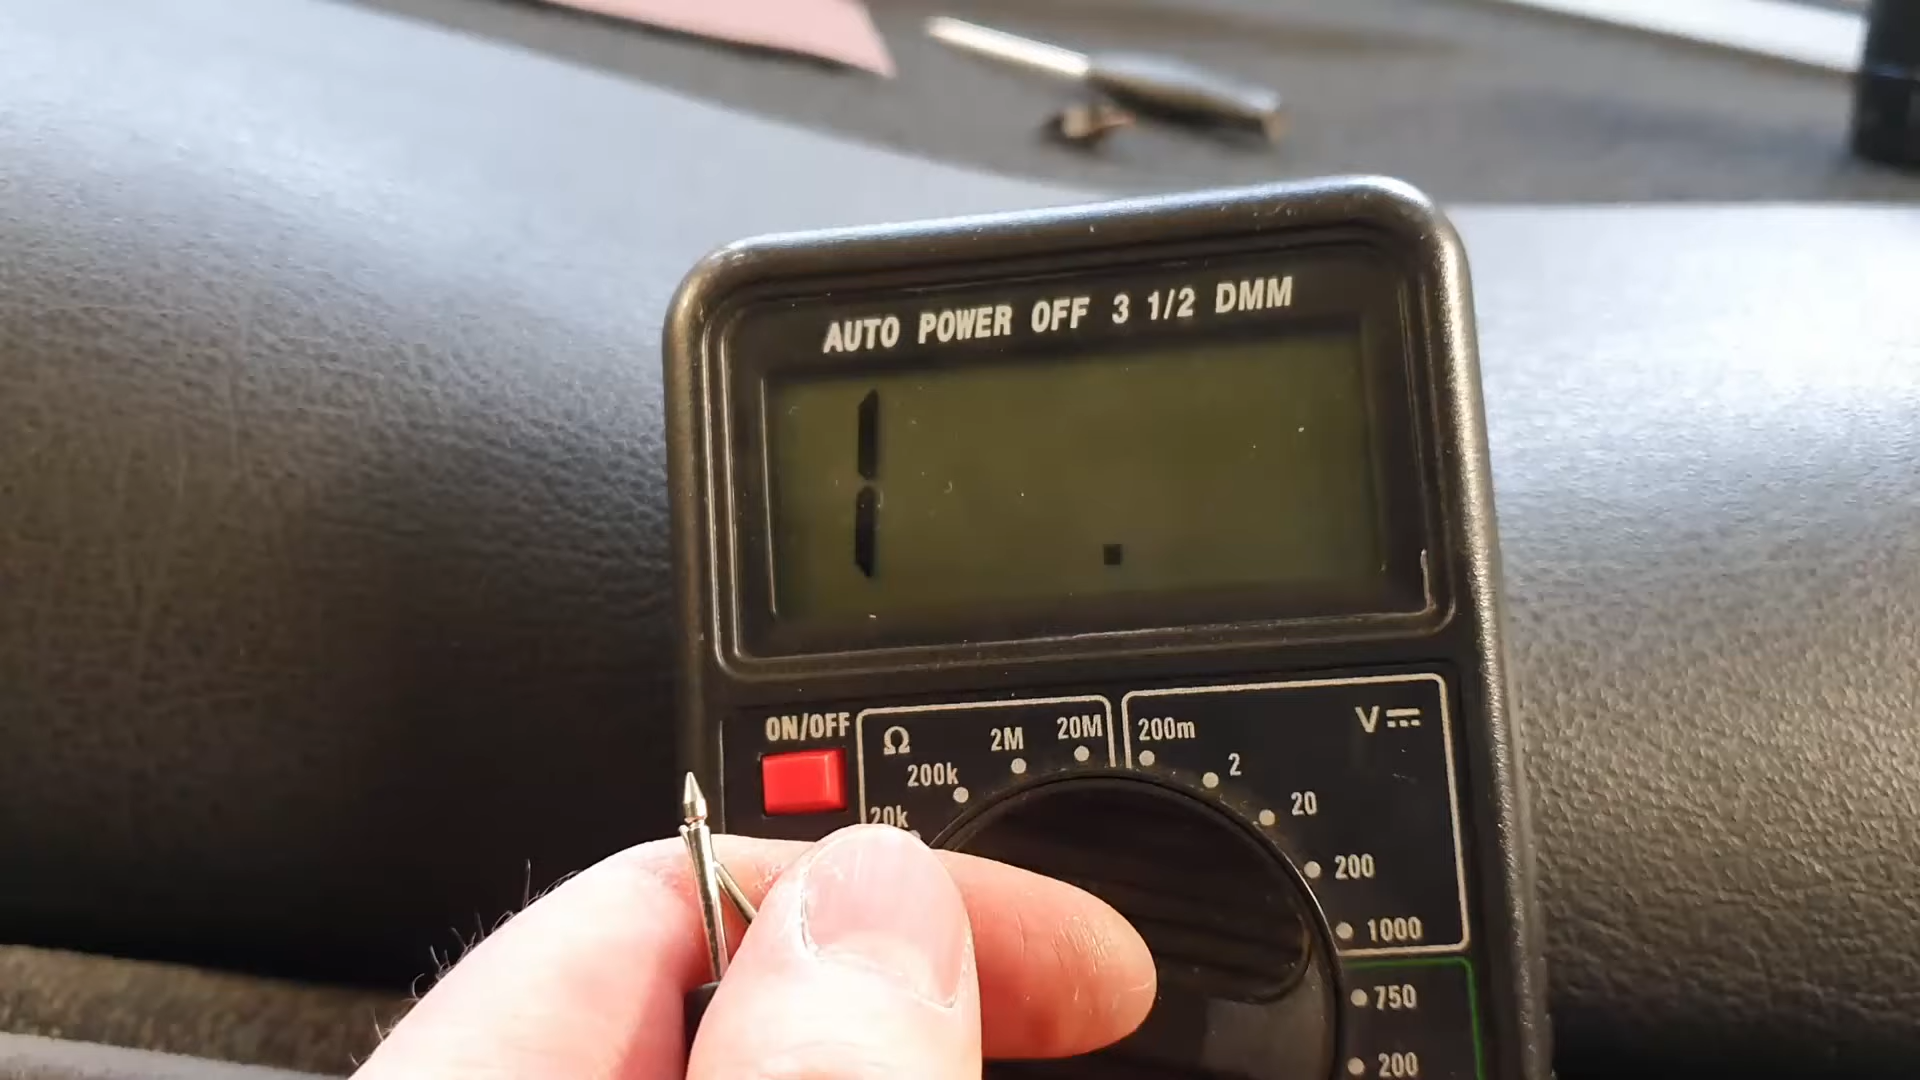 AUTO POWER OFF 3 1/2 DMM
1 .
ON/OFF
Ω
2M
20M
200k
20k
200m
V
2
20
200
1000
750
200